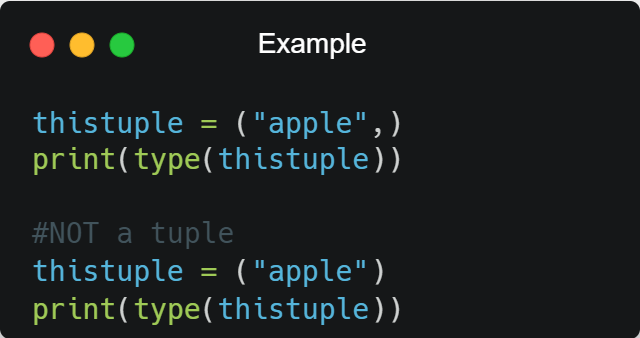 Example
thistuple = ("apple",)
print(type(thistuple))
#NOT a tuple
thistuple = ("apple")
print(type(thistuple))